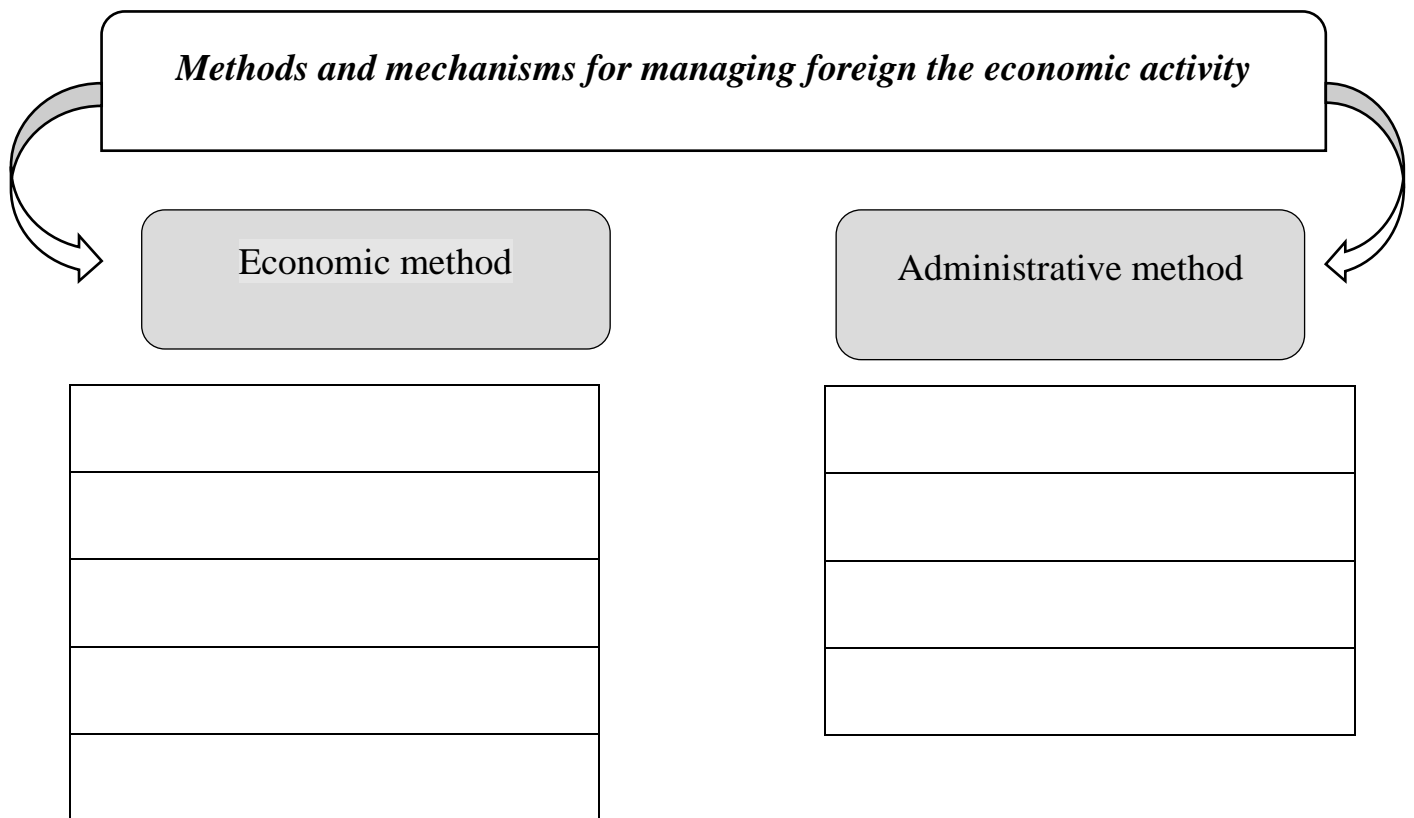 Methods and mechanisms for managing foreign the economic activity
Economic method
Administrative method